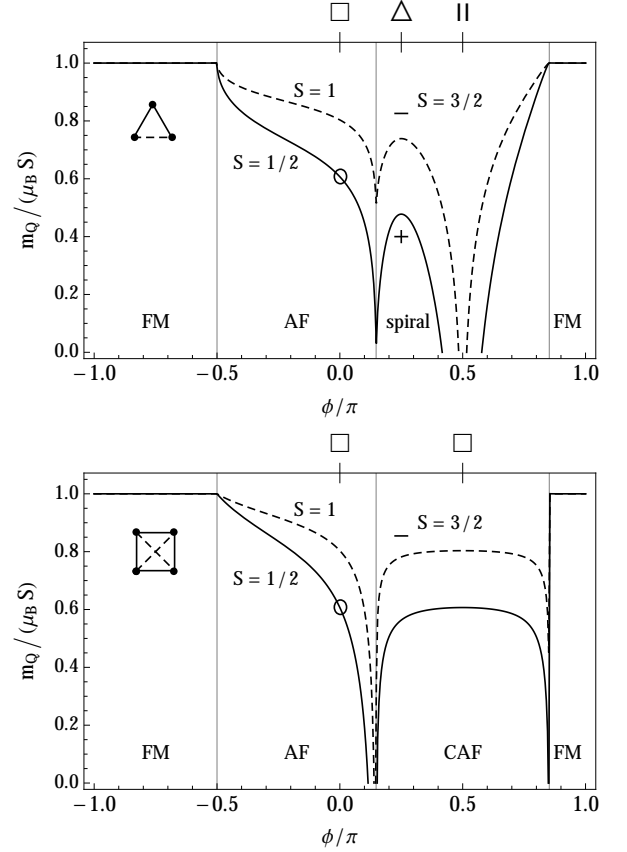 S = 1
S = 3/2
S = 1/2
FM
AF
spiral
FM
m_Q/(μ_B S)
1.0
0.8
0.6
0.4
0.2
0.0
−1.0 −0.5 0.0 0.5 1.0
ϕ/π
S = 1
S = 3/2
S = 1/2
FM
AF
CAF
FM
m_Q/(μ_B S)
1.0
0.8
0.6
0.4
0.2
0.0
−1.0 −0.5 0.0 0.5 1.0
ϕ/π